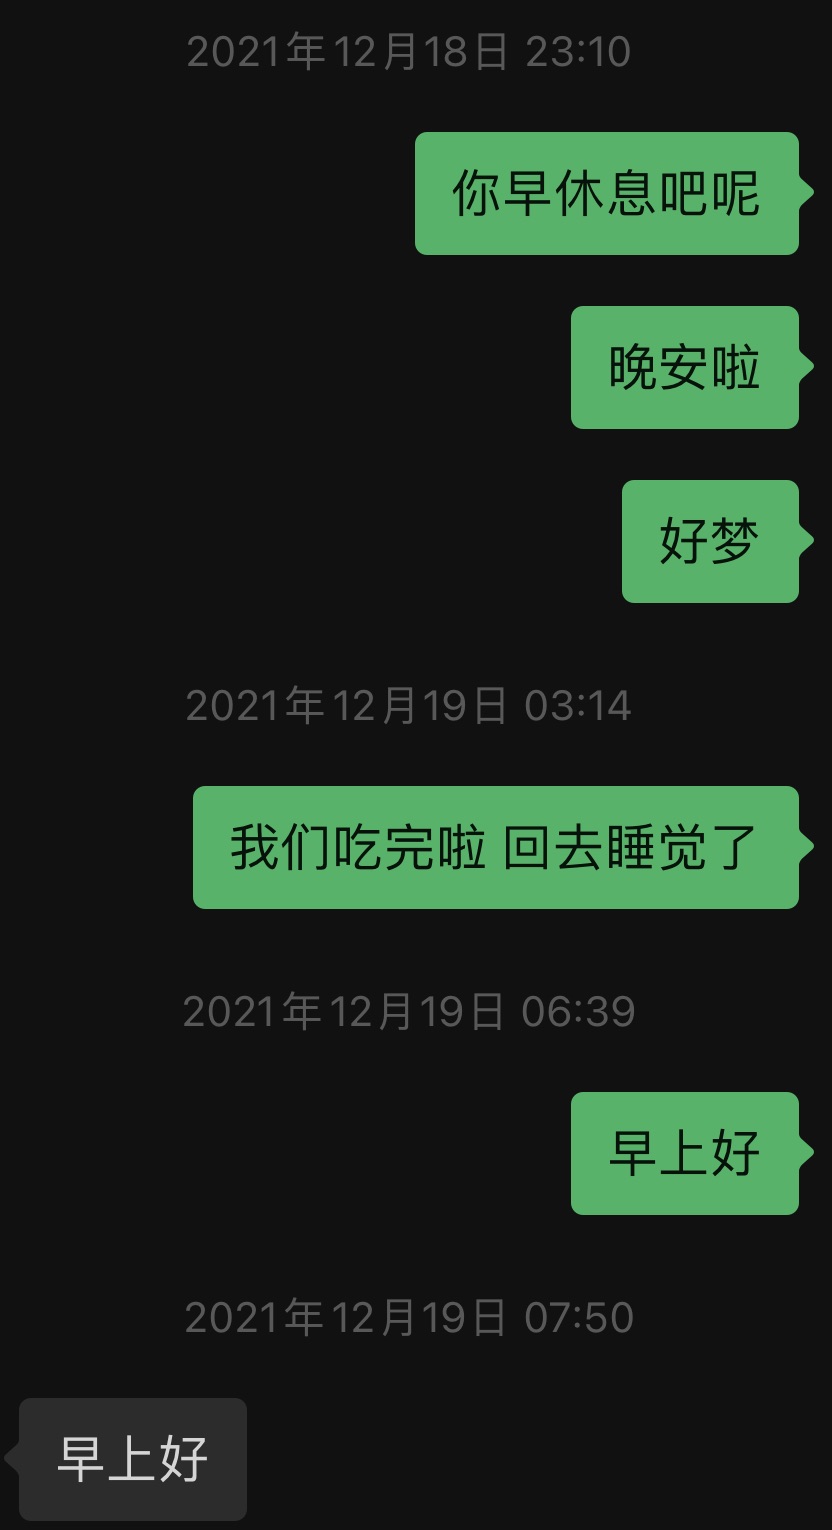 2021年12月18日 23:10
你早休息吧呢
晚安啦
好梦
2021年12月19日 03:14
我们吃完啦 回去睡觉了
2021年12月19日 06:39
早上好
2021年12月19日 07:50
早上好